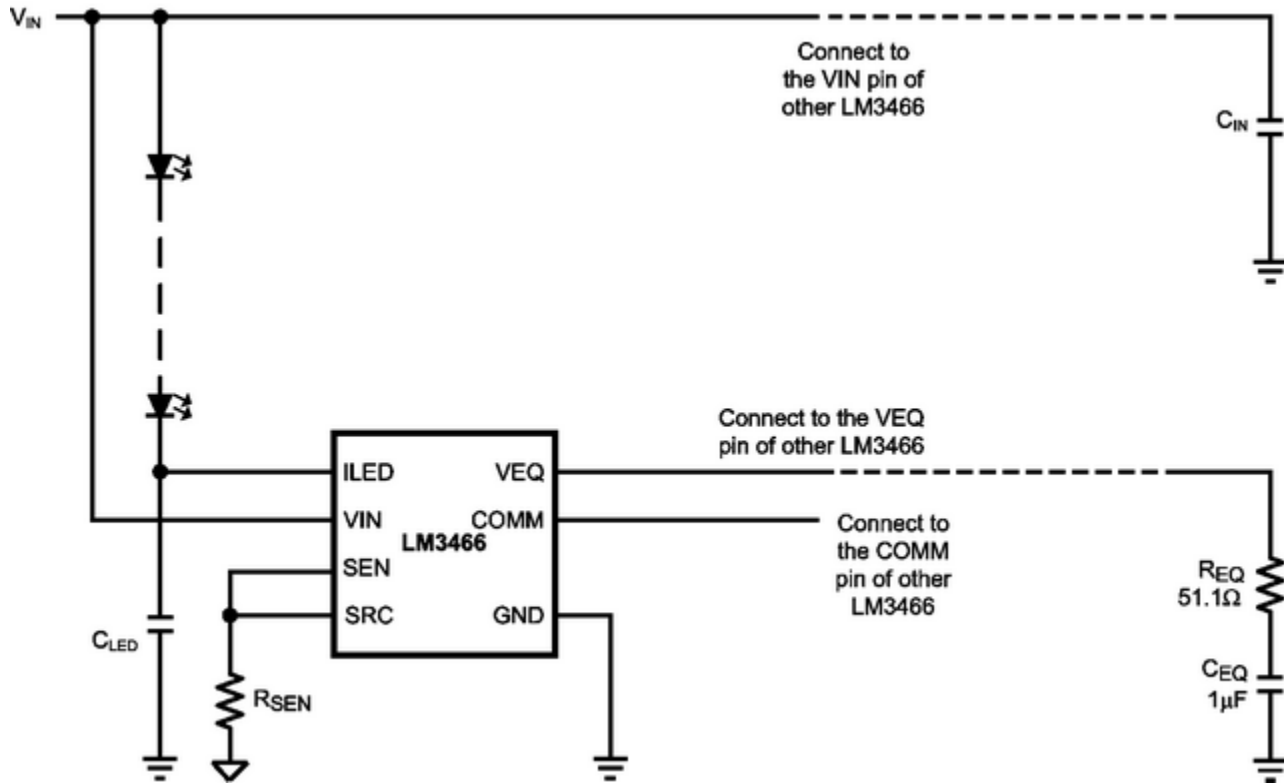 VIN
Connect to
the VIN pin of
other LM3466
CIN
Connect to the VEQ
pin of other LM3466
ILED
VEQ
VIN
COMM
LM3466
SEN
SRC
GND
Connect to
the COMM
pin of other
LM3466
REQ
51.1Ω
CEQ
1μF
CLED
RSEN